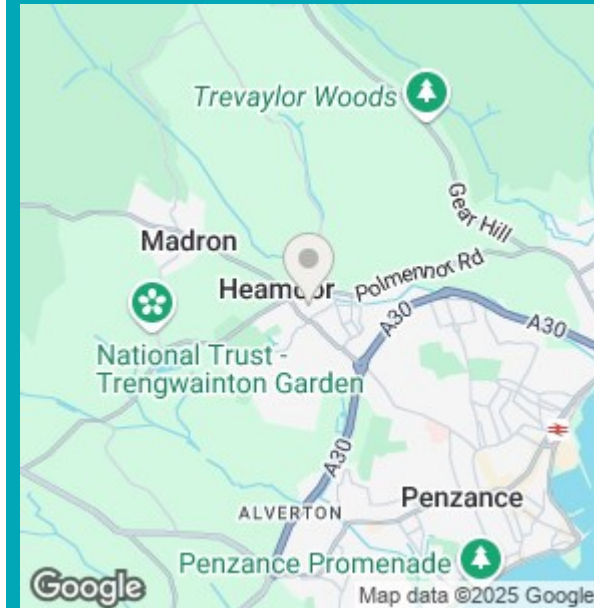 Trevaylor Woods
Gear Hill
Madron
Polmennor Rd
Heamoor
A30
A30
National Trust -
Trengwainton Garden
A30
Penzance
ALVERTON
Penzance Promenade
Google
Map data ©2025 Google